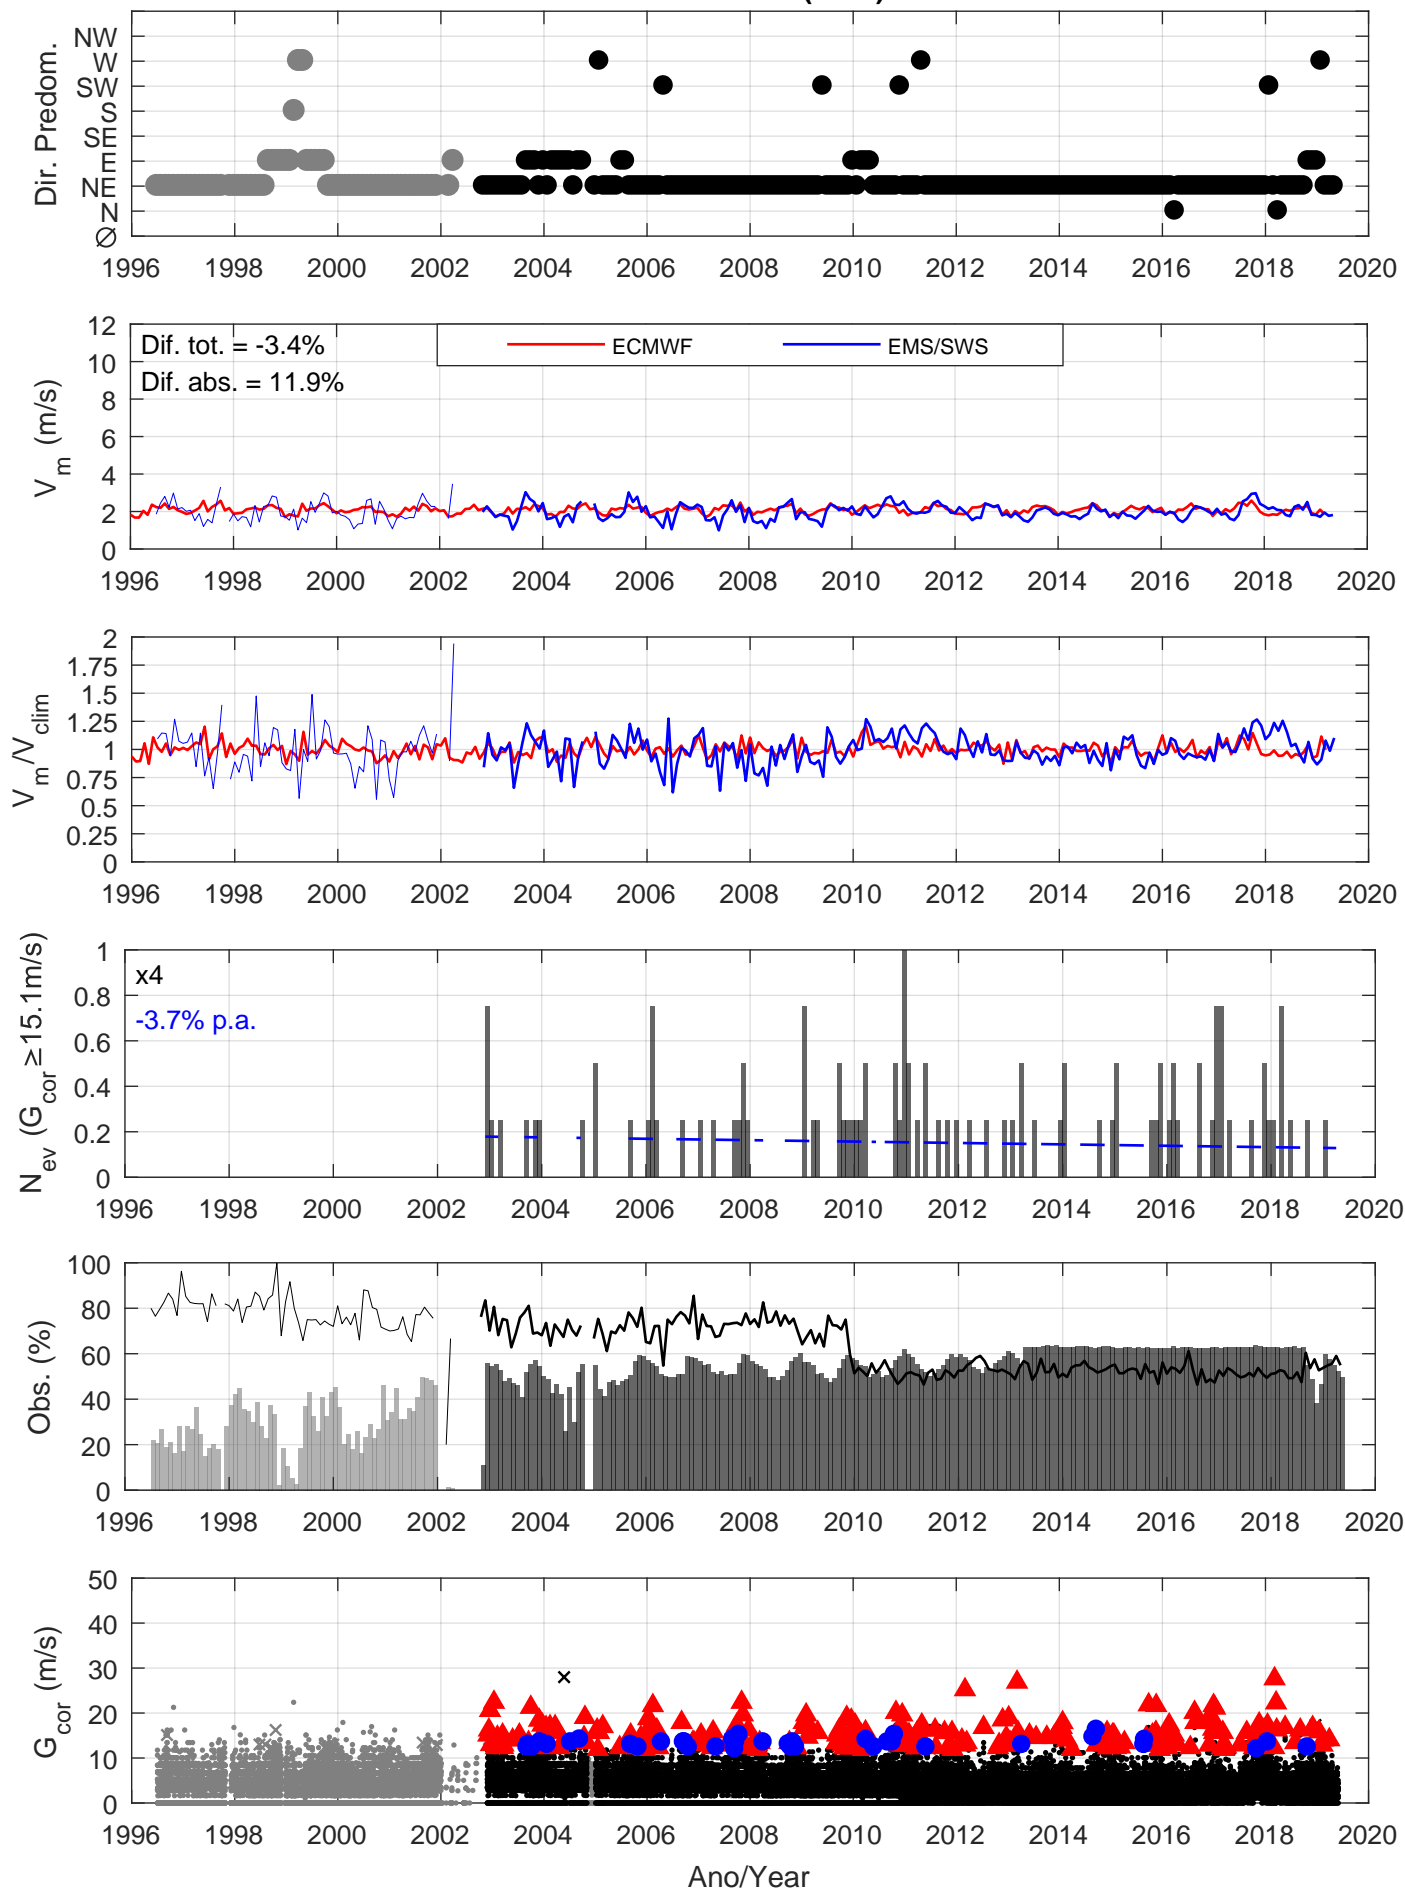 Dir. Predom.
NW
W
SW
S
SE
E
NE
N
Ø
1996 1998 2000 2002 2004 2006 2008 2010 2012 2014 2016 2018 2020
V_m (m/s)
12
10
8
6
4
2
0
Dif. tot. = -3.4%
Dif. abs. = 11.9%
ECMWF EMS/SWS
1996 1998 2000 2002 2004 2006 2008 2010 2012 2014 2016 2018 2020
V_m/V_clim
2
1.75
1.5
1.25
1
0.75
0.5
0.25
0
1996 1998 2000 2002 2004 2006 2008 2010 2012 2014 2016 2018 2020
N_ev (G_cor ≥15.1m/s)
1
0.8
0.6
0.4
0.2
0
x4
-3.7% p.a.
1996 1998 2000 2002 2004 2006 2008 2010 2012 2014 2016 2018 2020
Obs. (%)
100
80
60
40
20
0
1996 1998 2000 2002 2004 2006 2008 2010 2012 2014 2016 2018 2020
G_cor (m/s)
50
40
30
20
10
0
1996 1998 2000 2002 2004 2006 2008 2010 2012 2014 2016 2018 2020
Ano/Year